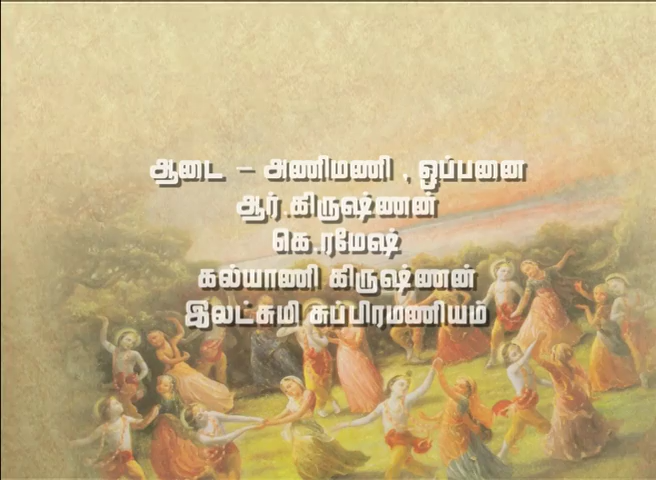 ஆடை - அணிமணி , ஒப்பனை
ஆர்.கிருஷ்ணன்
கெ.ரமேஷ்
கல்யாணி கிருஷ்ணன்
இலட்சுமி சுப்பிரமணியம்